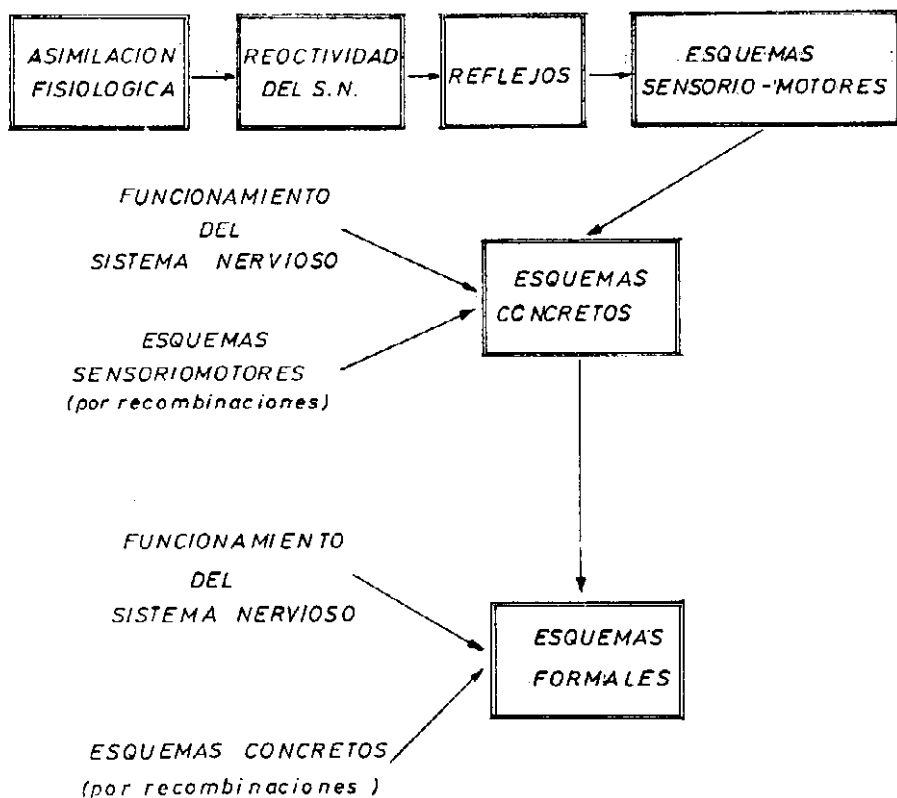 ASIMILACION
FISIOLOGICA
REOCTIVIDAD
DEL S.N.
REFLEJOS
ESQUEMAS
SENSORIO-MOTORES
FUNCIONAMIENTO
DEL
SISTEMA NERVIOSO
ESQUEMAS
CONCRETOS
ESQUEMAS
SENSORIOMOTORES
(por recombinaciones)
FUNCIONAMIENTO
DEL
SISTEMA NERVIOSO
ESQUEMAS
FORMALES
ESQUEMAS CONCRETOS
(por recombinaciones)